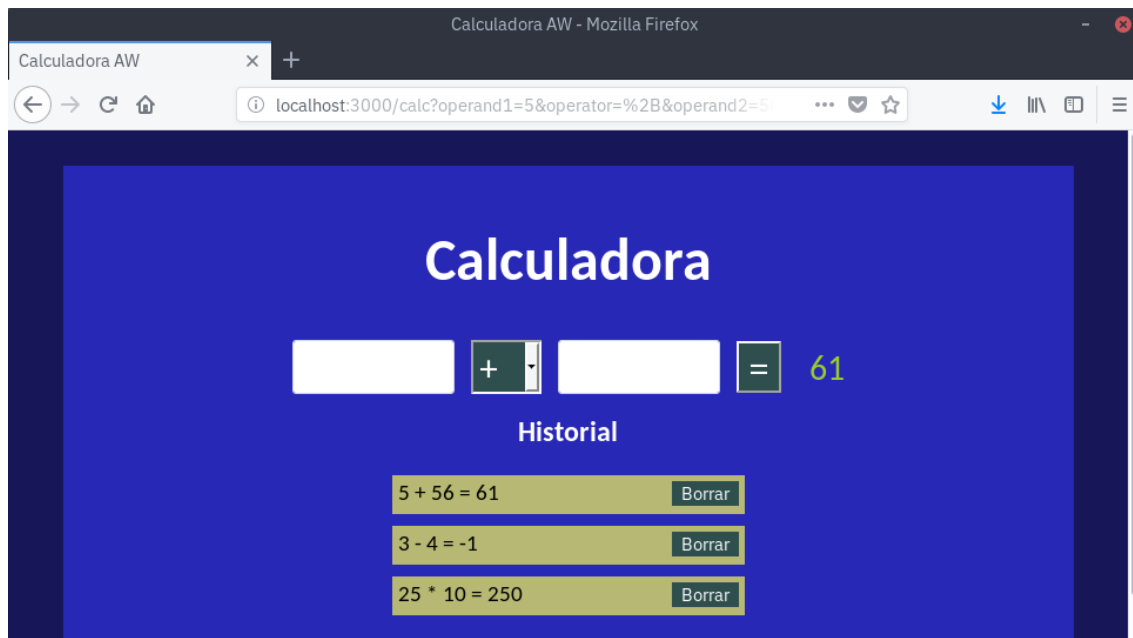 Calculadora AW - Mozilla Firefox
Calculadora AW
localhost:3000/calc?operand1=5&operator=%2B&operand2=5
Calculadora
+ = 61
Historial
5 + 56 = 61 Borrar
3 - 4 = -1 Borrar
25 * 10 = 250 Borrar